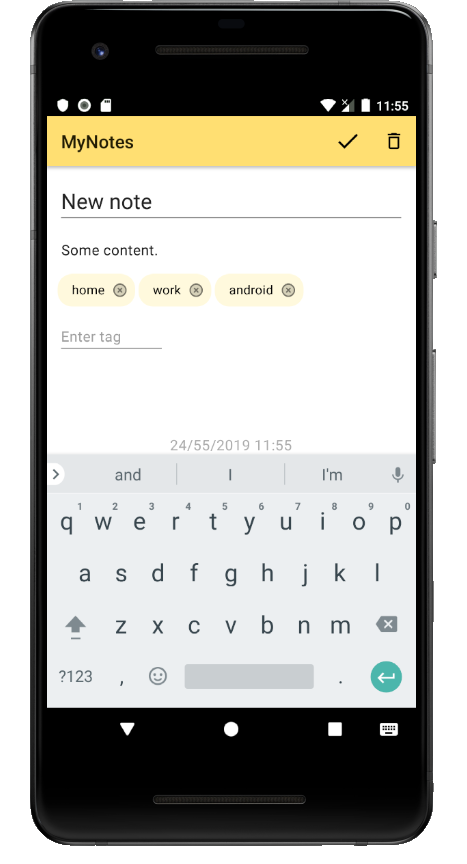 11:55
MyNotes
New note
Some content.
home work android
Enter tag
24/55/2019 11:55
and I I'm
1 2 3 4 5 6 7 8 9 0
q w e r t y u i o p
a s d f g h j k l
z x c v b n m
?123 , .